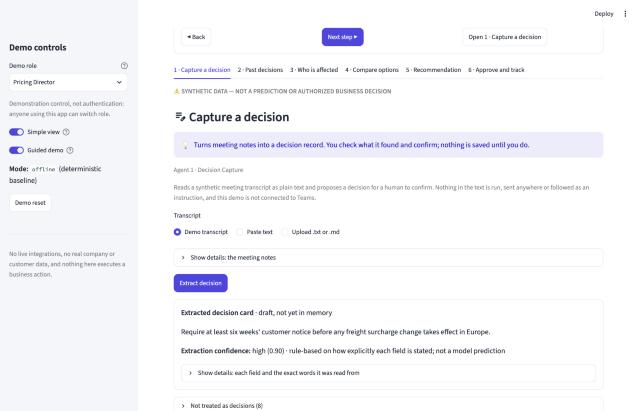 Deploy
Demo controls
Demo role
Pricing Director
Demonstration control, not authentication:
anyone using this app can switch role.
Simple view
Guided demo
Mode: offline (deterministic
baseline)
Demo reset
No live integrations, no real company or
customer data, and nothing here executes a
business action.
◂ Back
Next step ▸
Open 1 · Capture a decision
1 · Capture a decision
2 · Past decisions
3 · Who is affected
4 · Compare options
5 · Recommendation
6 · Approve and track
⚠️ SYNTHETIC DATA — NOT A PREDICTION OR AUTHORIZED BUSINESS DECISION
Capture a decision
Turns meeting notes into a decision record. You check what it found and confirm; nothing is saved until you do.
Agent 1 · Decision Capture
Reads a synthetic meeting transcript as plain text and proposes a decision for a human to confirm. Nothing in the text is run, sent anywhere or followed as an
instruction, and this demo is not connected to Teams.
Transcript
Demo transcript
Paste text
Upload .txt or .md
Show details: the meeting notes
Extract decision
Extracted decision card · draft, not yet in memory
Require at least six weeks' customer notice before any freight surcharge change takes effect in Europe.
Extraction confidence: high (0.90) · rule-based on how explicitly each field is stated; not a model prediction
Show details: each field and the exact words it was read from
Not treated as decisions (8)